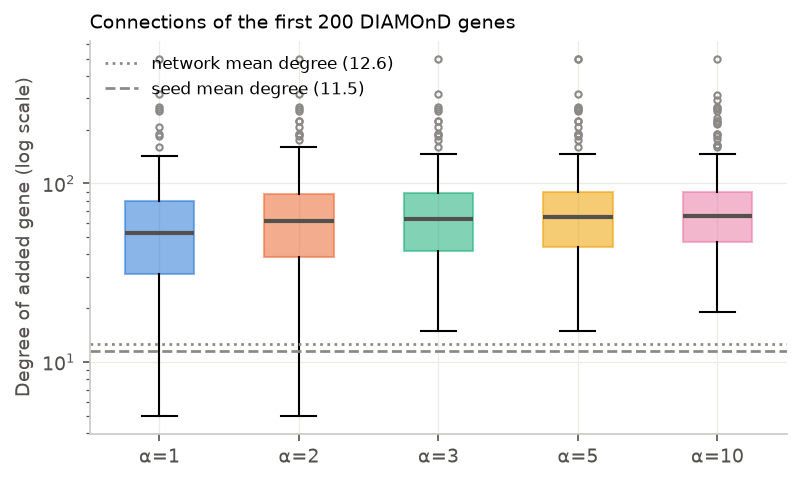 Connections of the first 200 DIAMOnD genes
network mean degree (12.6)
seed mean degree (11.5)
Degree of added gene (log scale)
10²
10¹
α=1
α=2
α=3
α=5
α=10